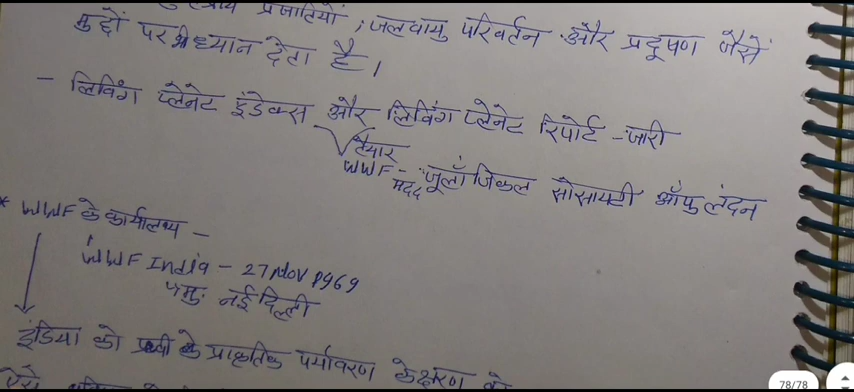 प्रजातियों, जलवायु परिवर्तन और प्रदूषण जैसे
मुद्दों पर भी ध्यान देता है।
- लिविंग प्लेनेट इंडेक्स और लिविंग प्लेनेट रिपोर्ट - जारी
तैयार
WWF - जूलॉजिकल सोसायटी ऑफ लंदन
मदद
* WWF के कार्यालय -
WWF India - 27 Nov 1969
नई दिल्ली
इंडिया को पृथ्वी के प्राकृतिक पर्यावरण के क्षरण को
78/78